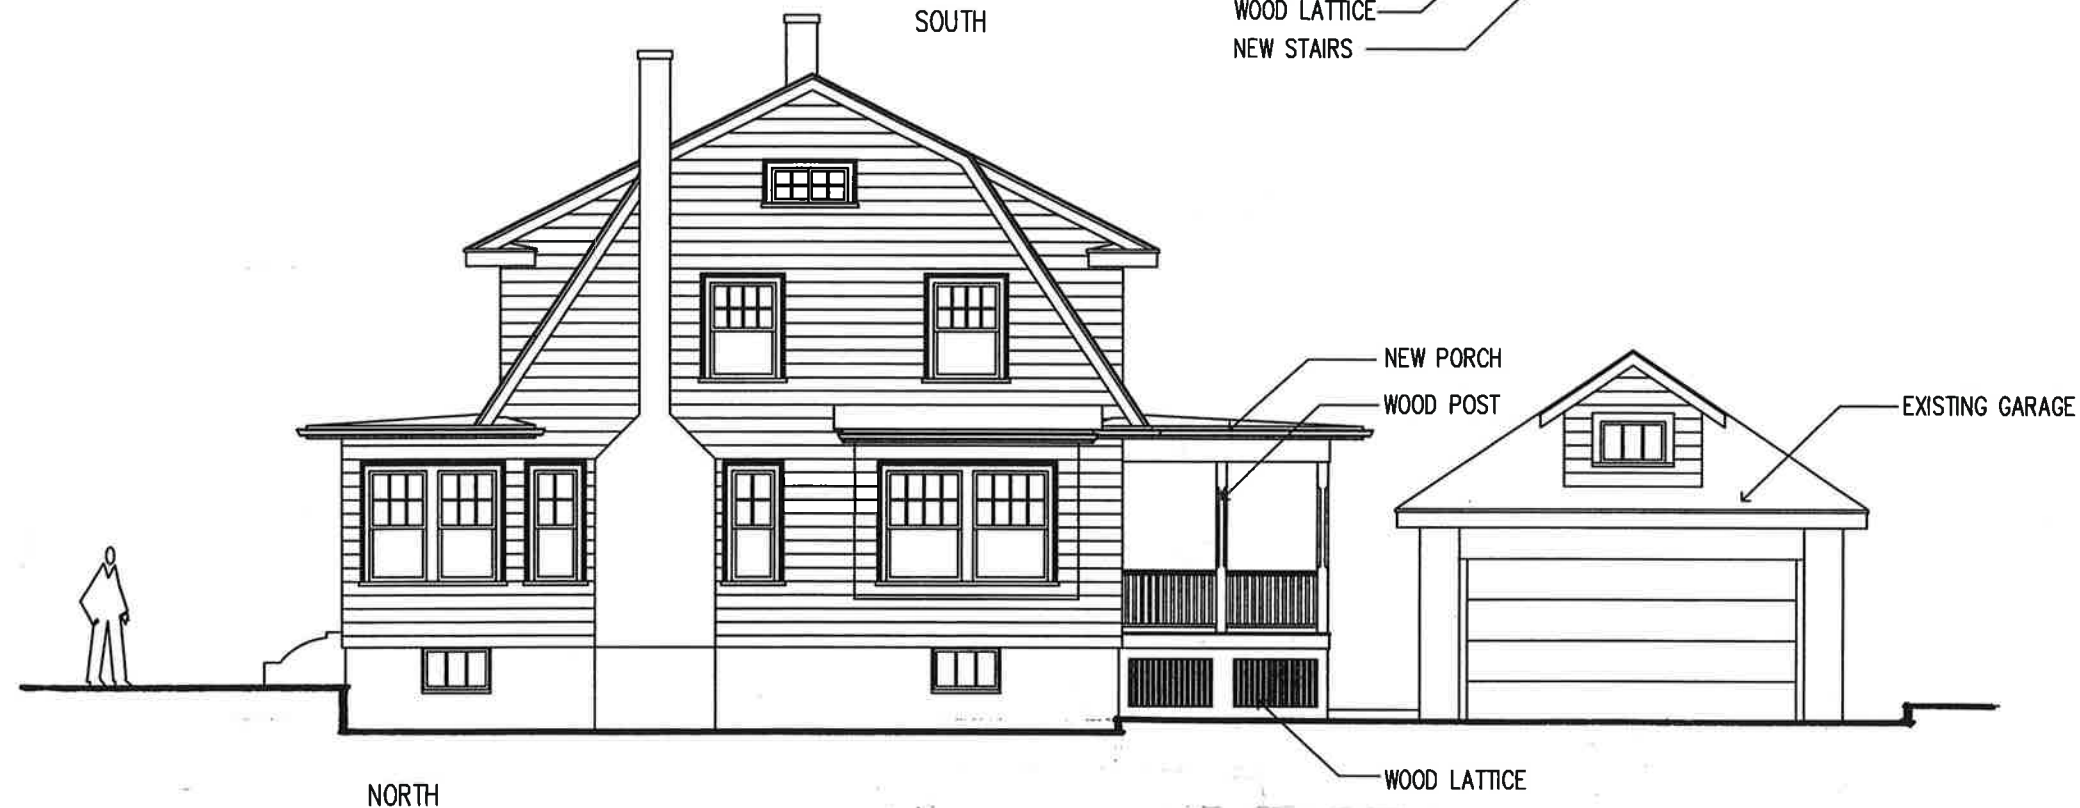 SOUTH
WOOD LATTICE
NEW STAIRS
NEW PORCH
WOOD POST
EXISTING GARAGE
WOOD LATTICE
NORTH